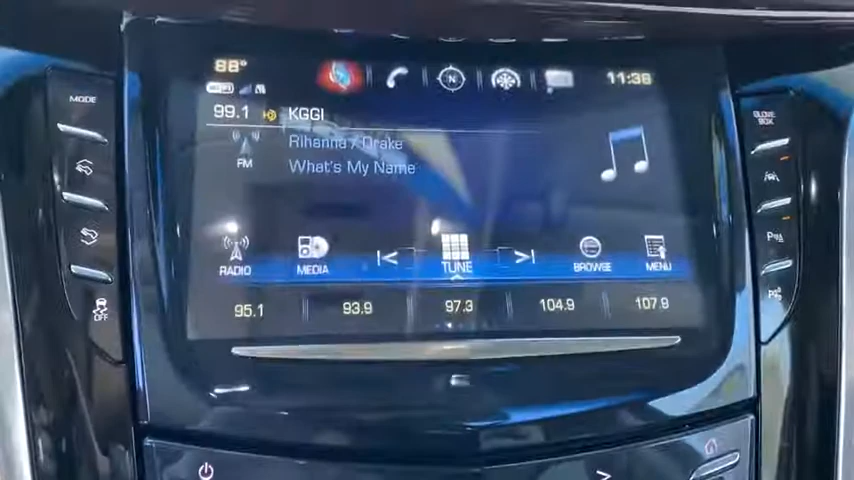 MODE
OFF
88°
N
11:38
WiFi
99.1
KGGI
FM
Rihanna / Drake
What's My Name
RADIO
MEDIA
TUNE
BROWSE
MENU
95.1
93.9
97.3
104.9
107.9
GLOVE
BOX